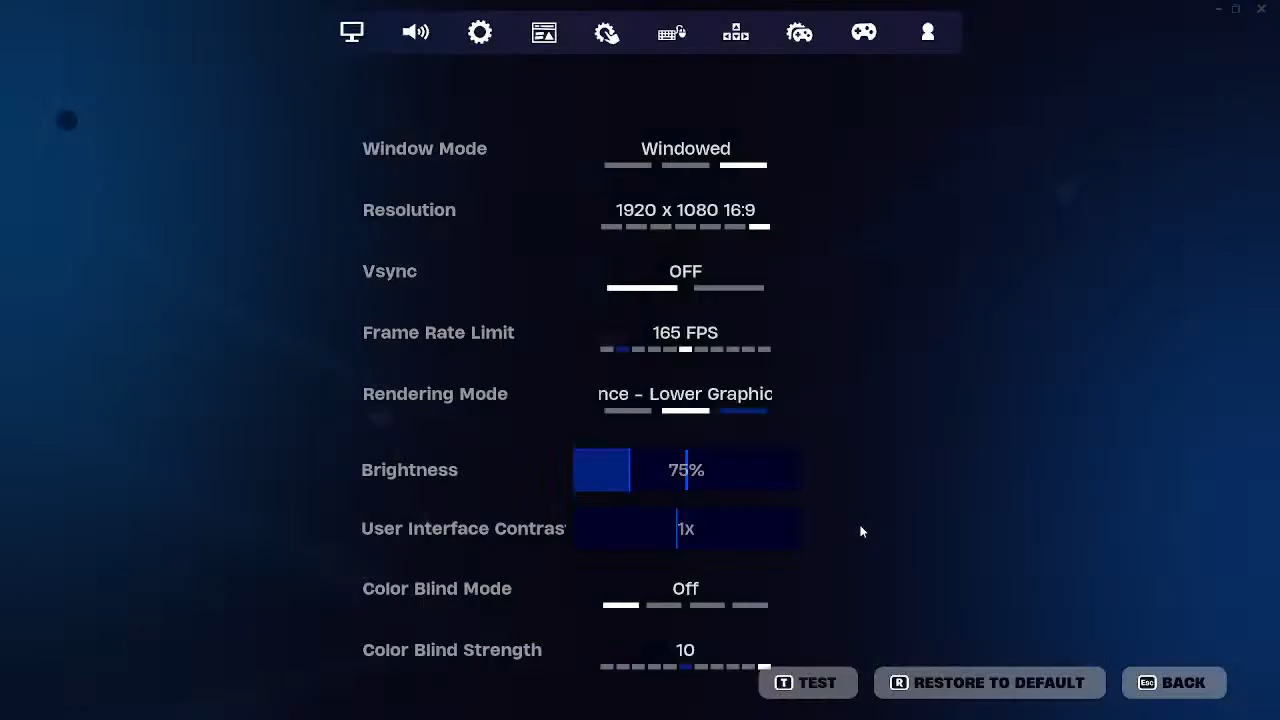 Window Mode
Windowed
Resolution
1920 x 1080 16:9
Vsync
OFF
Frame Rate Limit
165 FPS
Rendering Mode
nce - Lower Graphic
Brightness
75%
User Interface Contras
1x
Color Blind Mode
Off
Color Blind Strength
10
T TEST
R RESTORE TO DEFAULT
Esc BACK